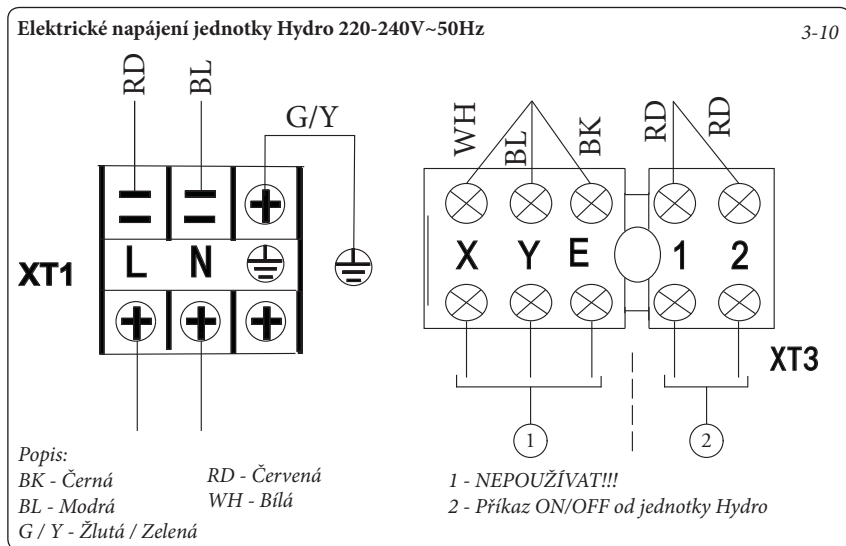 Elektrické napájení jednotky Hydro 220-240V~50Hz
3-10
RD
BL
G/Y
L N
XT1
WH
BL
BK
RD
RD
X Y E 1 2
XT3
1
2
Popis:
BK - Černá
BL - Modrá
G / Y - Žlutá / Zelená
RD - Červená
WH - Bílá
1 - NEPOUŽÍVAT!!!
2 - Příkaz ON/OFF od jednotky Hydro